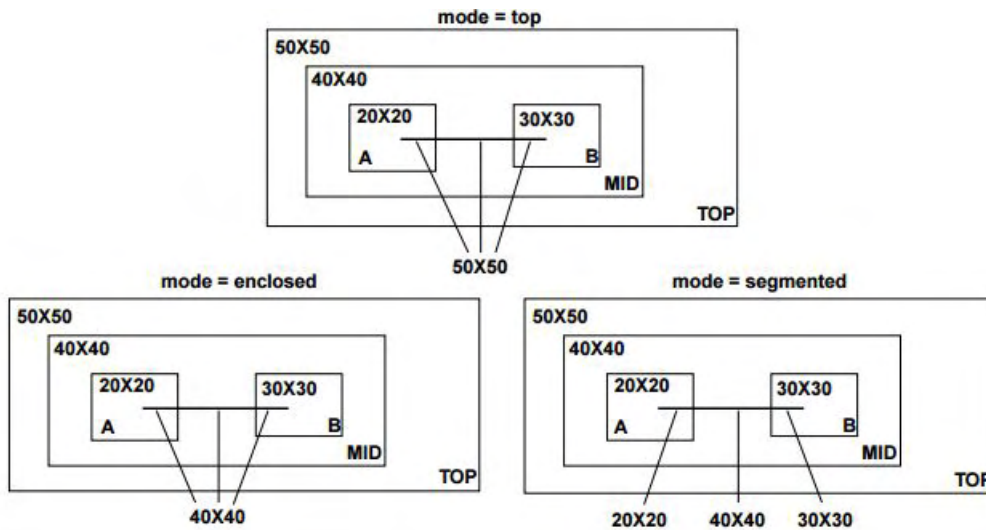 mode = top
50X50
40X40
20X20
30X30
A
B
MID
TOP
50X50
mode = enclosed
50X50
40X40
20X20
30X30
A
B
MID
TOP
40X40
mode = segmented
50X50
40X40
20X20
30X30
A
B
MID
TOP
20X20 40X40 30X30